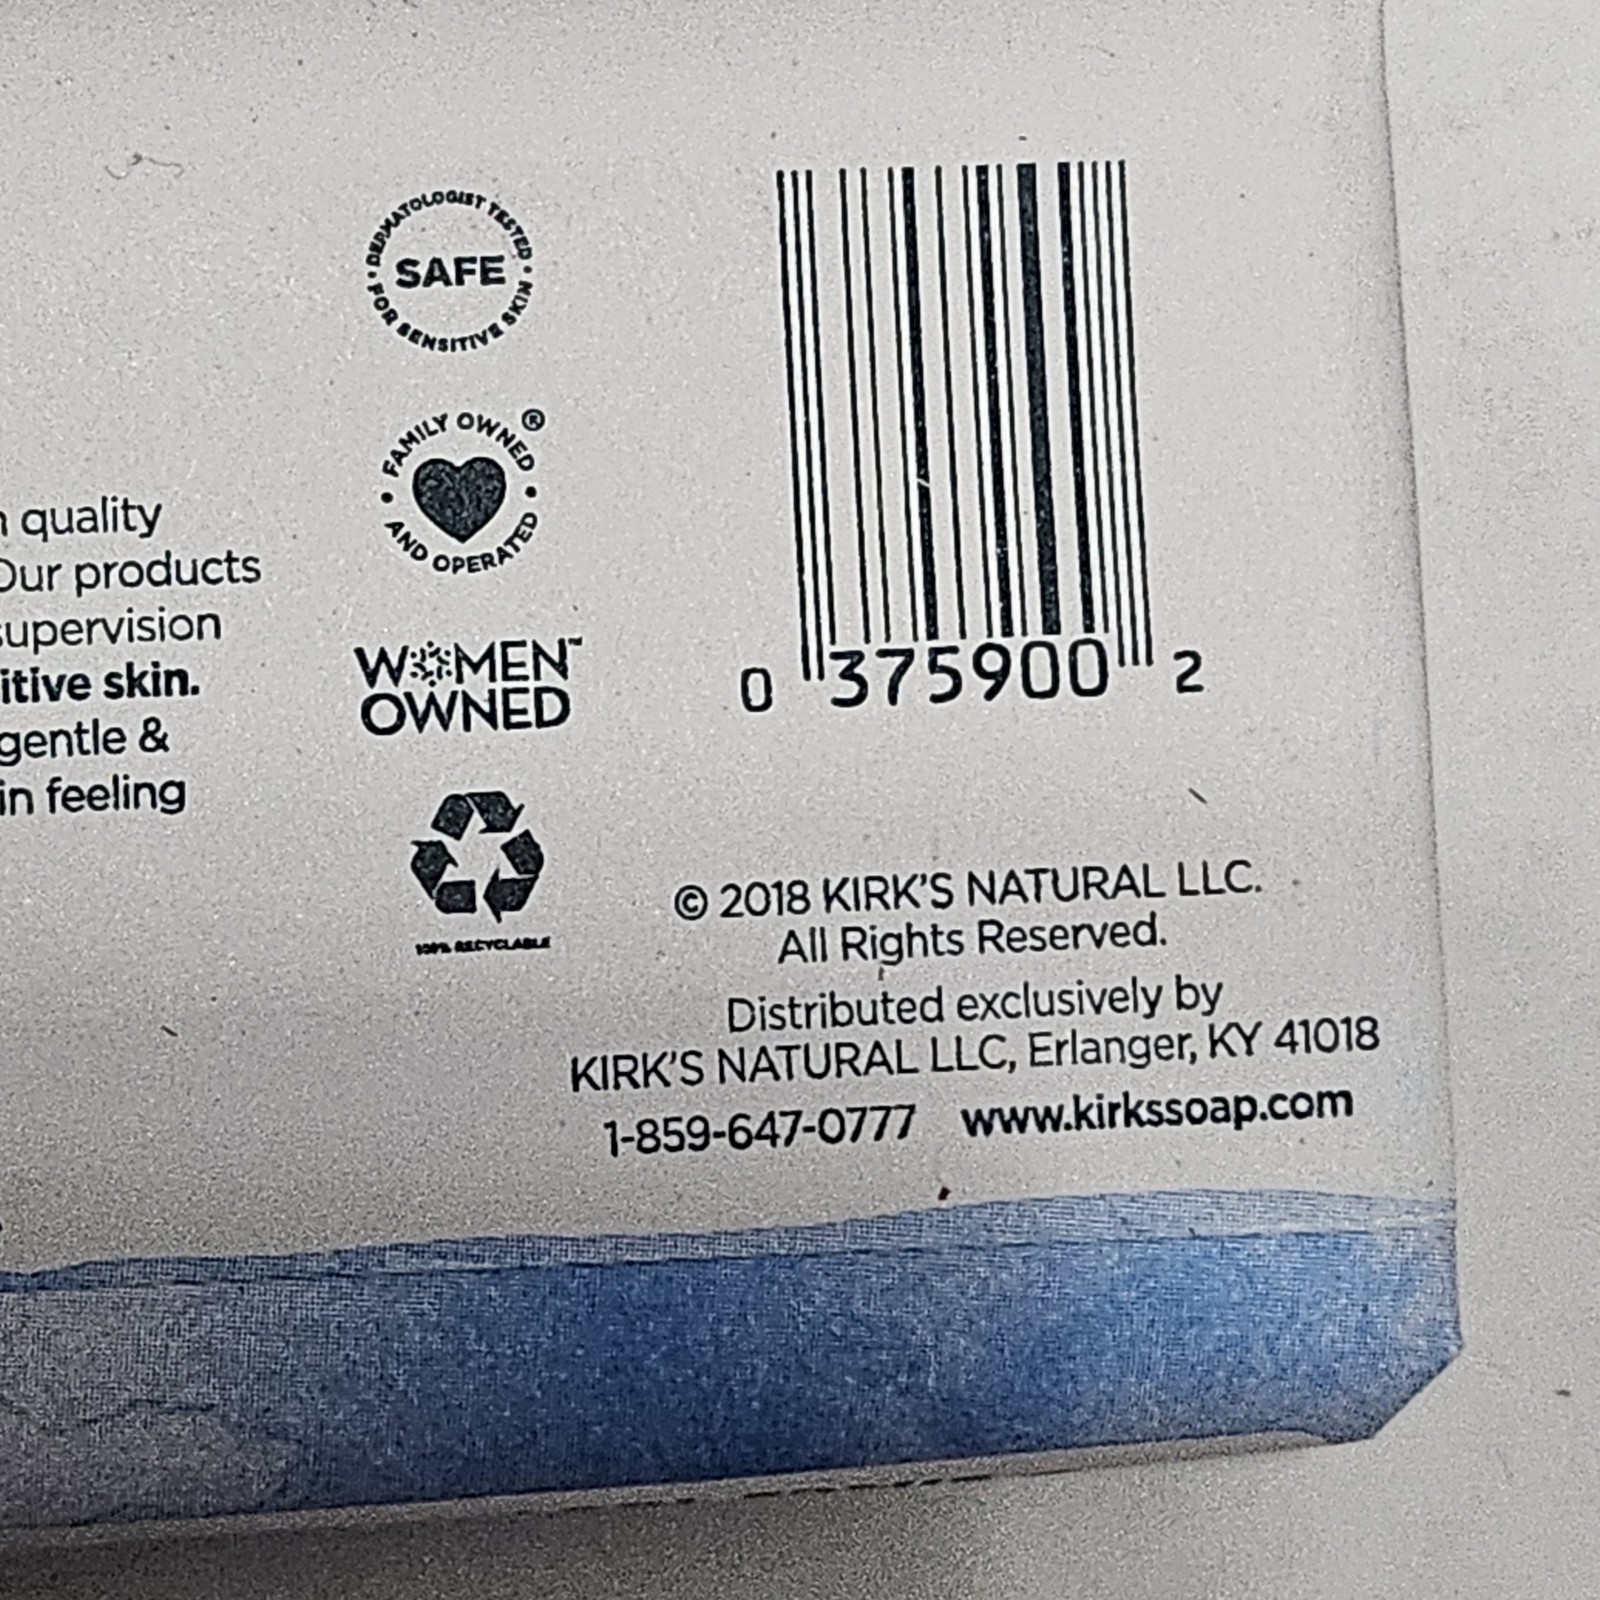 quality
Our products
supervision
itive skin.
gentle &
in feeling
DERMATOLOGIST TESTED
SAFE
FOR SENSITIVE SKIN
FAMILY OWNED ®
AND OPERATED
WOMEN™
OWNED
100% RECYCLABLE
0 375900 2
© 2018 KIRK'S NATURAL LLC.
All Rights Reserved.
Distributed exclusively by
KIRK'S NATURAL LLC, Erlanger, KY 41018
1-859-647-0777 www.kirkssoap.com